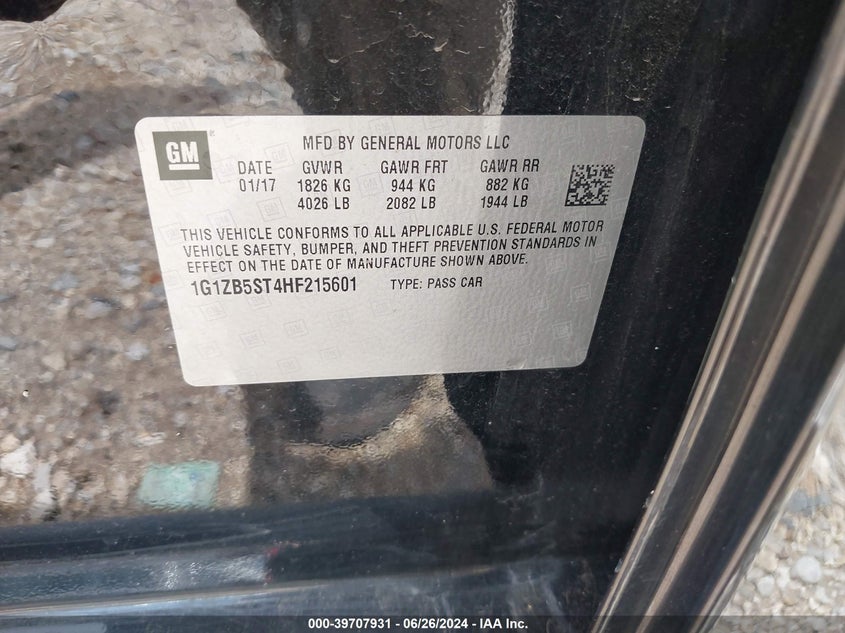 GM
MFD BY GENERAL MOTORS LLC
DATE GVWR GAWR FRT GAWR RR
01/17 1826 KG 944 KG 882 KG
4026 LB 2082 LB 1944 LB
THIS VEHICLE CONFORMS TO ALL APPLICABLE U.S. FEDERAL MOTOR
VEHICLE SAFETY, BUMPER, AND THEFT PREVENTION STANDARDS IN
EFFECT ON THE DATE OF MANUFACTURE SHOWN ABOVE.
1G1ZB5ST4HF215601 TYPE: PASS CAR
000-39707931 / 06/26/2024 - IAA Inc.